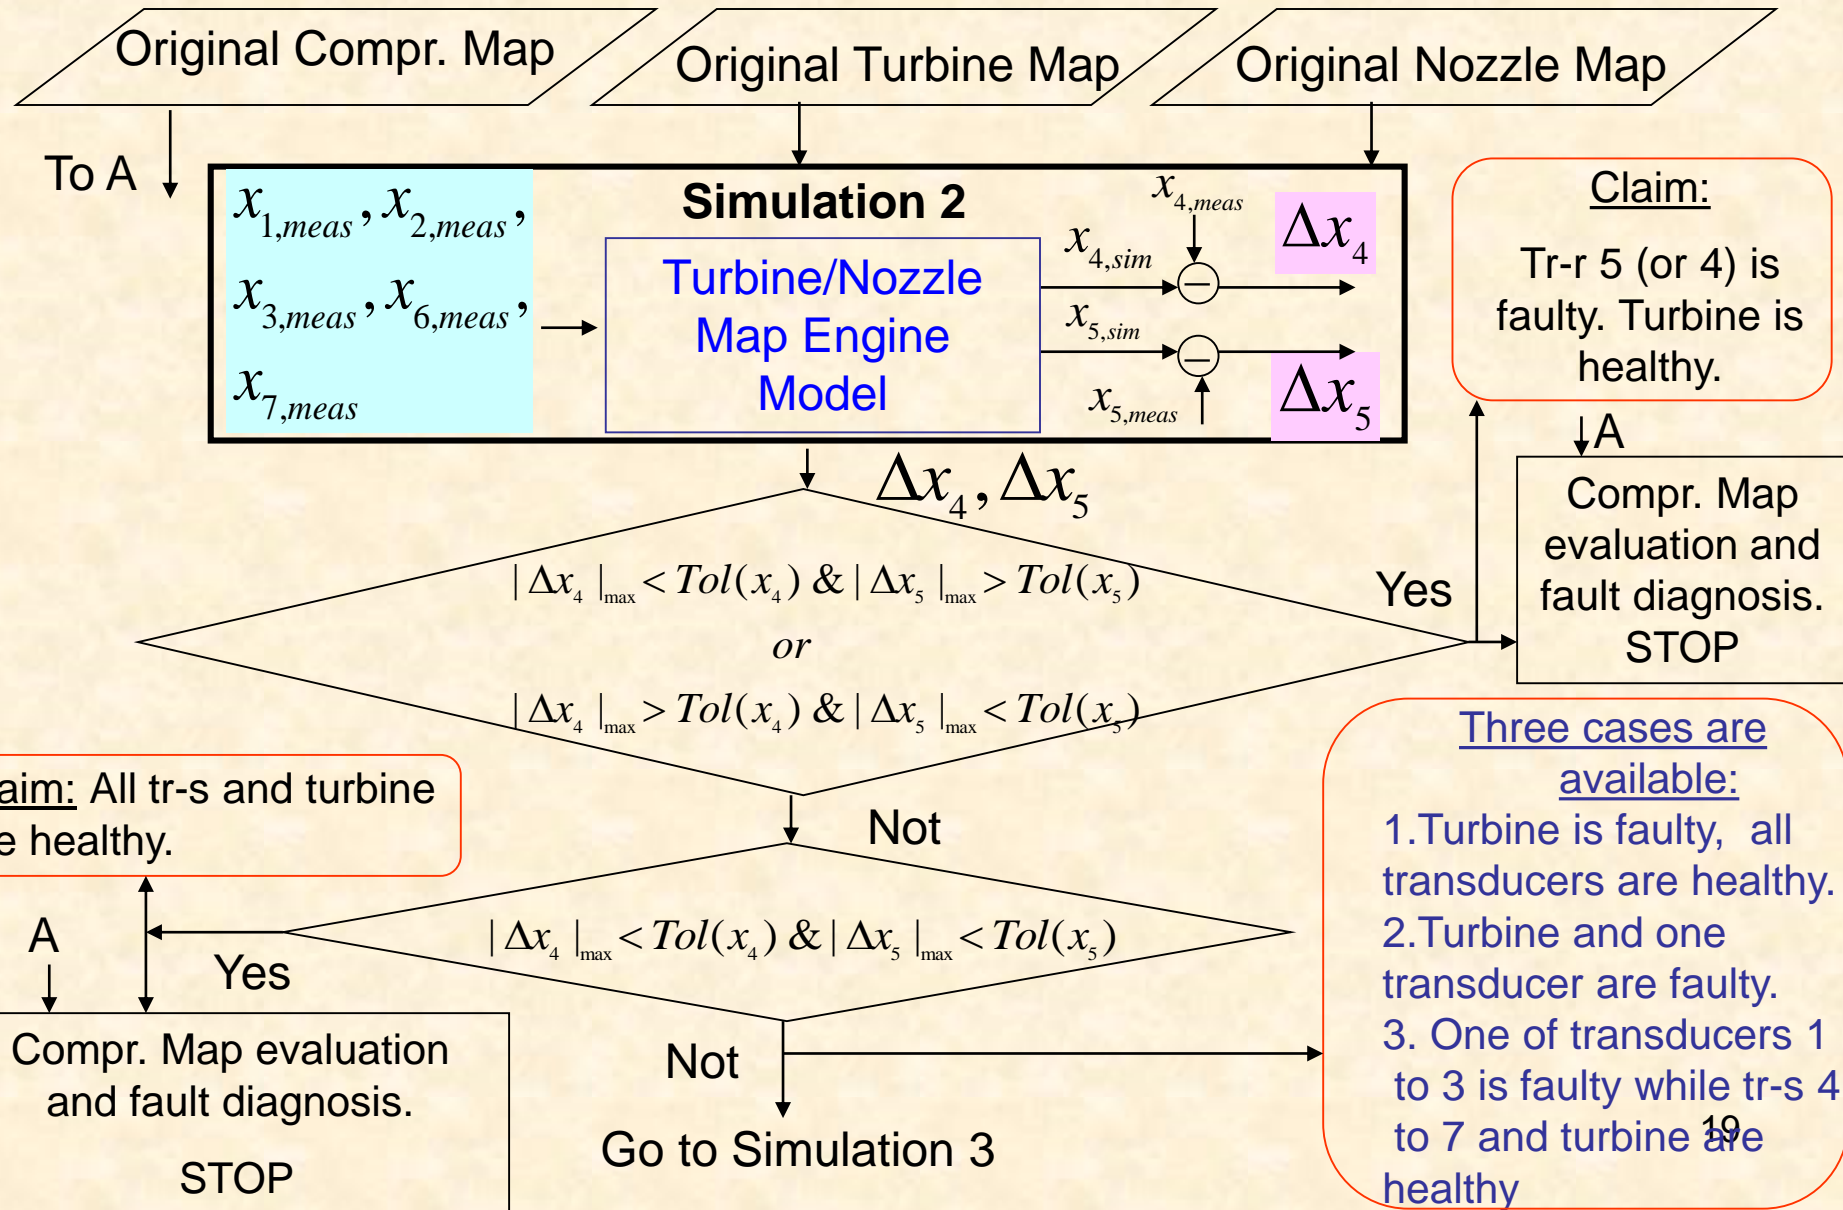 Original Compr. Map
Original Turbine Map
Original Nozzle Map
To A
x1,meas, x2,meas,
x3,meas, x6,meas,
x7,meas
Simulation 2
Turbine/Nozzle
Map Engine
Model
x4,meas
x4,sim
Δx4
x5,sim
x5,meas
Δx5
−
−
Claim:
Tr-r 5 (or 4) is
faulty. Turbine is
healthy.
A
Compr. Map
evaluation and
fault diagnosis.
STOP
Δx4, Δx5
| Δx4 |max < Tol(x4) & | Δx5 |max > Tol(x5)
or
| Δx4 |max > Tol(x4) & | Δx5 |max < Tol(x5)
Yes
Not
aim: All tr-s and turbine
e healthy.
| Δx4 |max < Tol(x4) & | Δx5 |max < Tol(x5)
A
Yes
Compr. Map evaluation
and fault diagnosis.
STOP
Not
Go to Simulation 3
Three cases are
available:
1.Turbine is faulty, all
transducers are healthy.
2.Turbine and one
transducer are faulty.
3. One of transducers 1
to 3 is faulty while tr-s 4
to 7 and turbine are
healthy
19